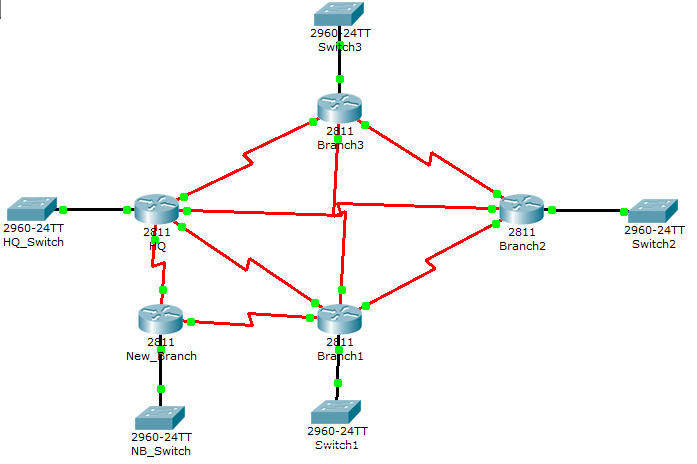 2960-24TT
Switch3
2811
Branch3
2960-24TT
HQ_Switch
2811
HQ
2811
Branch2
2960-24TT
Switch2
2811
New_Branch
2811
Branch1
2960-24TT
NB_Switch
2960-24TT
Switch1